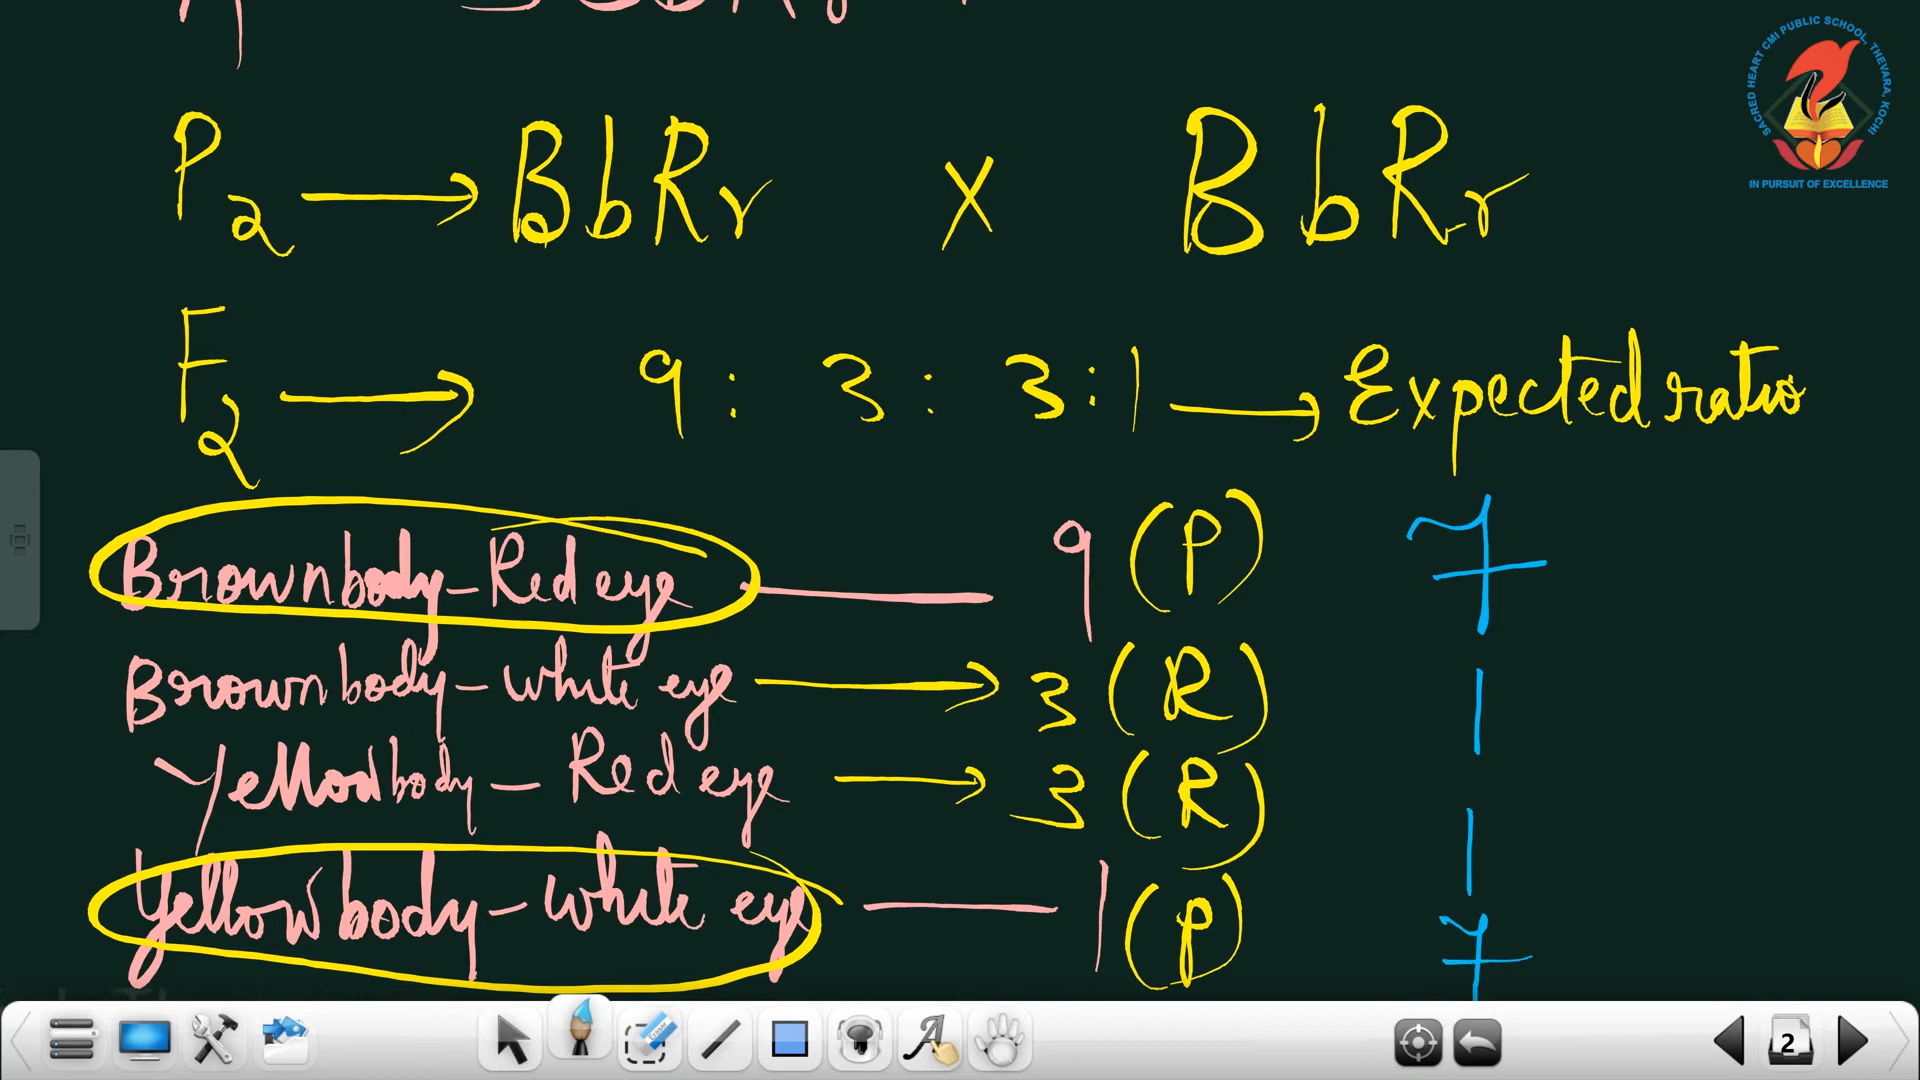 SACRED HEART CMI PUBLIC SCHOOL, THEVARA, KOCHI
IN PURSUIT OF EXCELLENCE
P2 → BbRr x BbRr
F2 → 9 : 3 : 3 : 1 → Expected ratio
Brown body - Red eye — 9 (P) 7
Brown body - white eye → 3 (R) 1
Yellow body - Red eye → 3 (R) 1
Yellow body - white eye — 1 (P) 7
Eraser
A
2